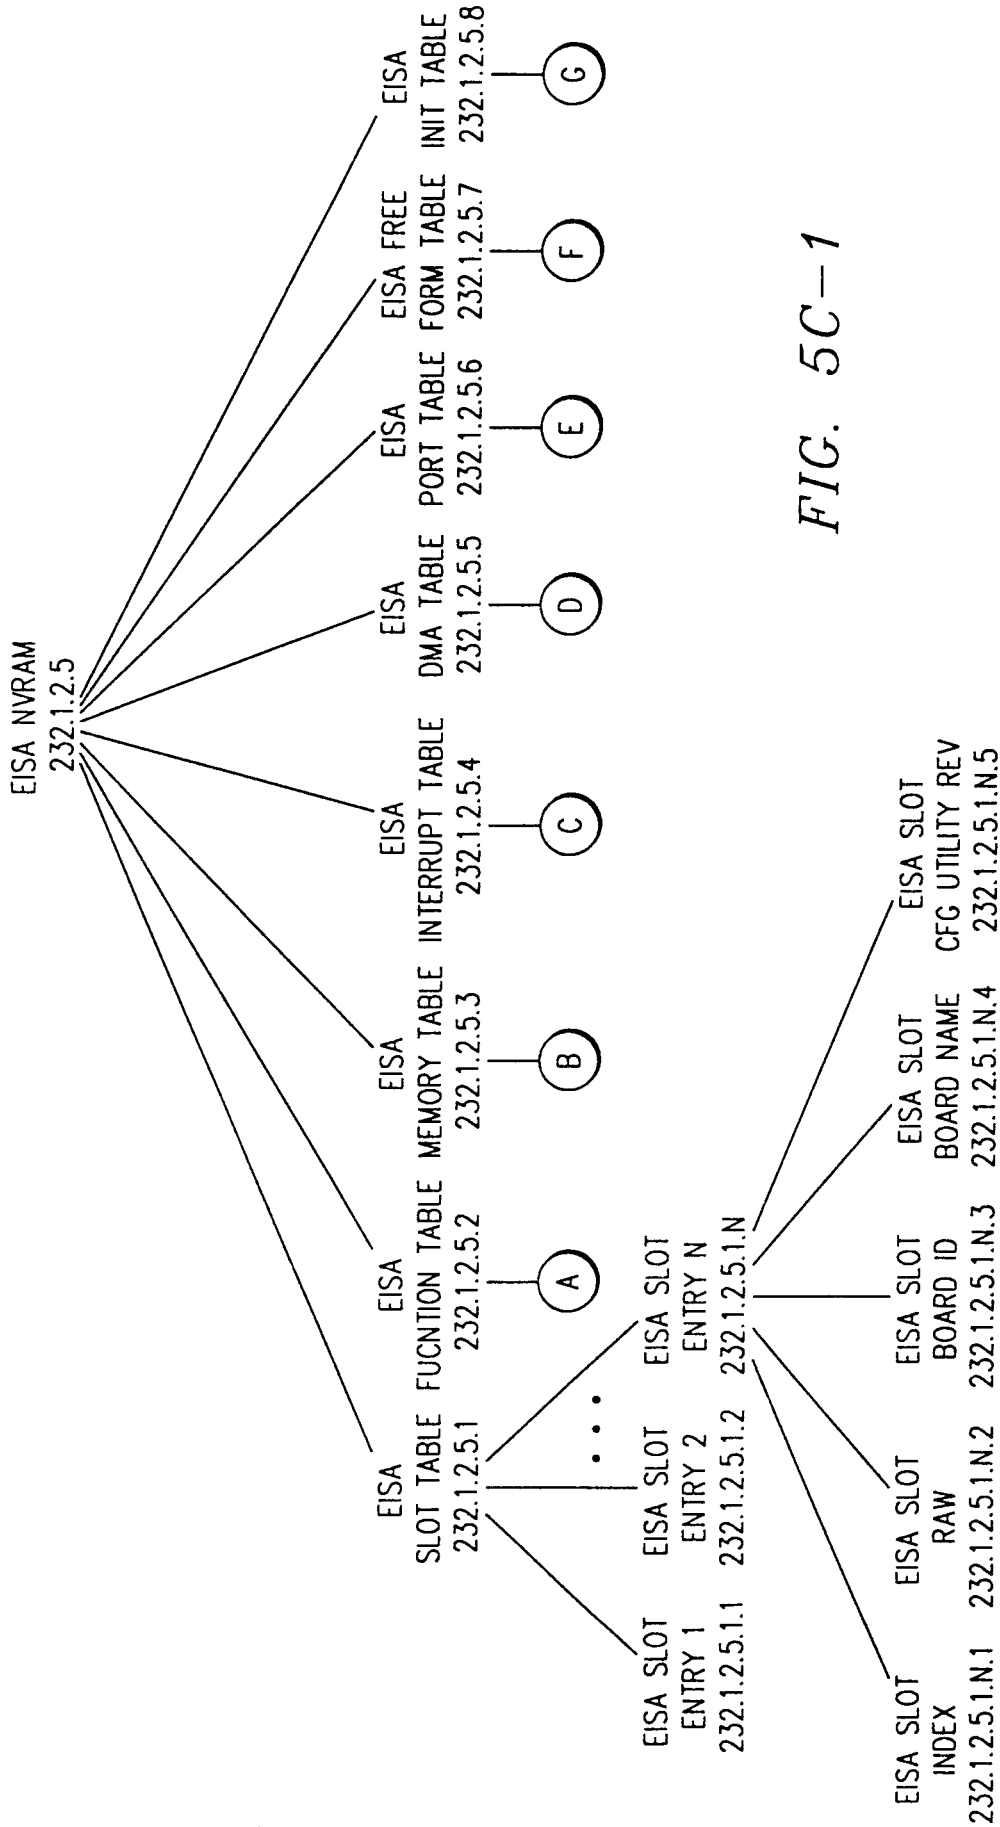 EISA NVRAM
232.1.2.5
EISA
SLOT TABLE
232.1.2.5.1
EISA
FUCNTION TABLE
232.1.2.5.2
EISA
MEMORY TABLE
232.1.2.5.3
EISA
INTERRUPT TABLE
232.1.2.5.4
EISA
DMA TABLE
232.1.2.5.5
EISA
PORT TABLE
232.1.2.5.6
EISA FREE
FORM TABLE
232.1.2.5.7
EISA
INIT TABLE
232.1.2.5.8
A
B
C
D
E
F
G
EISA SLOT
ENTRY 1
232.1.2.5.1.1
EISA SLOT
ENTRY 2
232.1.2.5.1.2
• • •
EISA SLOT
ENTRY N
232.1.2.5.1.N
EISA SLOT
INDEX
232.1.2.5.1.N.1
EISA SLOT
RAW
232.1.2.5.1.N.2
EISA SLOT
BOARD ID
232.1.2.5.1.N.3
EISA SLOT
BOARD NAME
232.1.2.5.1.N.4
EISA SLOT
CFG UTILITY REV
232.1.2.5.1.N.5
FIG. 5C-1